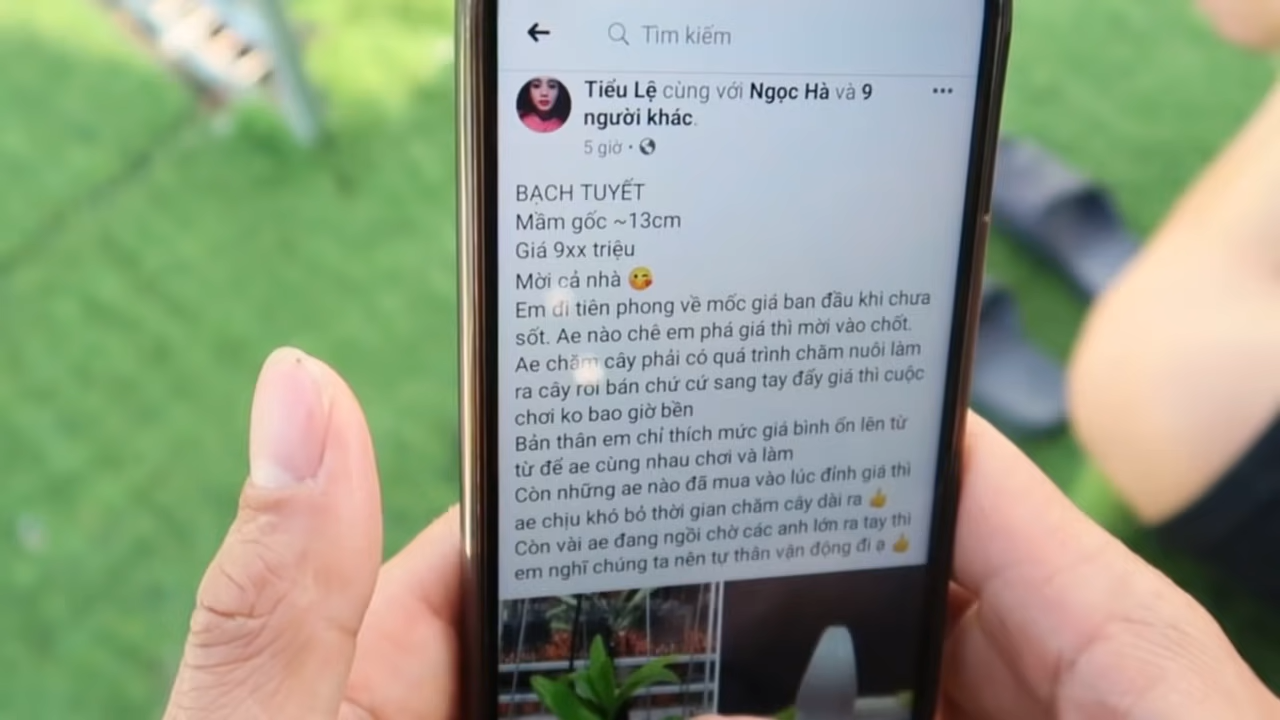 Tìm kiếm
Tiểu Lệ cùng với Ngọc Hà và 9
người khác.
5 giờ
BẠCH TUYẾT
Mầm gốc ~13cm
Giá 9xx triệu
Mời cả nhà 😘
Em đi tiên phong về mốc giá ban đầu khi chưa
sốt. Ae nào chê em phá giá thì mời vào chốt.
Ae chăm cây phải có quá trình chăm nuôi làm
ra cây rồi bán chứ cứ sang tay đẩy giá thì cuộc
chơi ko bao giờ bền
Bản thân em chỉ thích mức giá bình ổn lên từ
từ để ae cùng nhau chơi và làm
Còn những ae nào đã mua vào lúc đỉnh giá thì
ae chịu khó bỏ thời gian chăm cây dài ra 👍
Còn vài ae đang ngồi chờ các anh lớn ra tay thì
em nghĩ chúng ta nên tự thân vận động đi ạ 👍